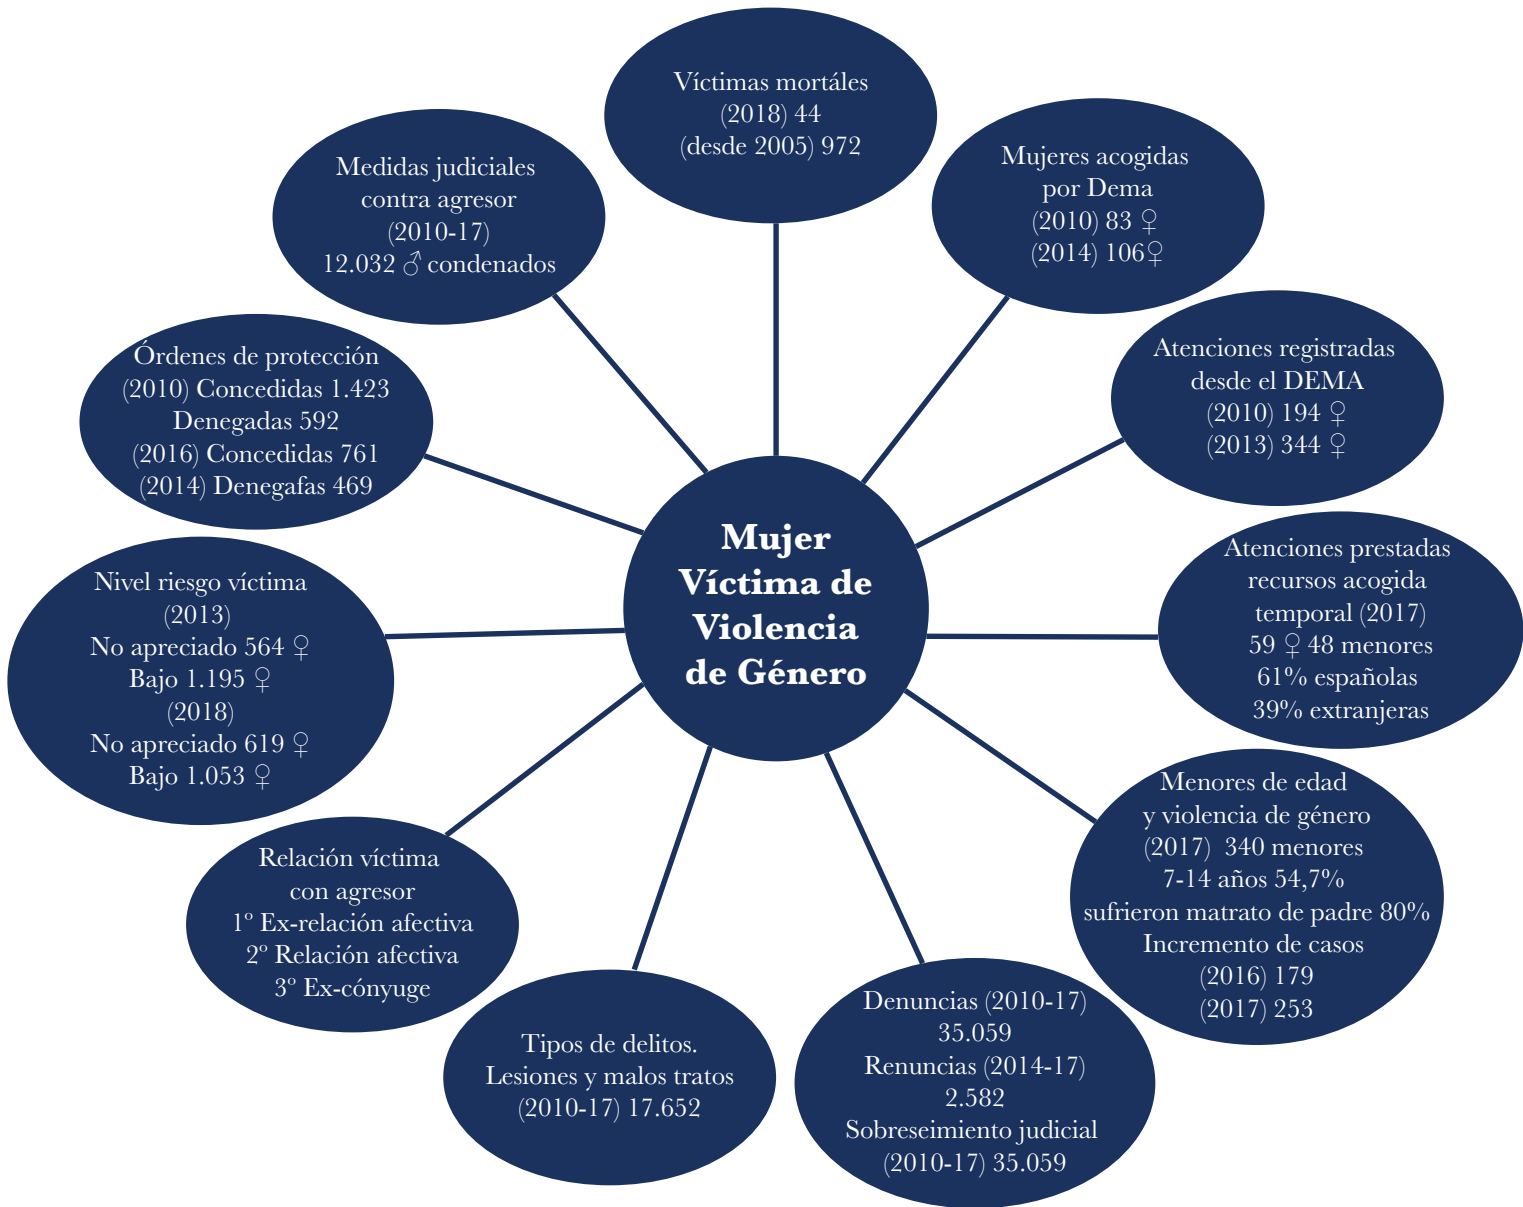 Víctimas mortáles
(2018) 44
(desde 2005) 972
Mujeres acogidas
por Dema
(2010) 83 ♀
(2014) 106♀
Atenciones registradas
desde el DEMA
(2010) 194 ♀
(2013) 344 ♀
Atenciones prestadas
recursos acogida
temporal (2017)
59 ♀ 48 menores
61% españolas
39% extranjeras
Menores de edad
y violencia de género
(2017) 340 menores
7-14 años 54,7%
sufrieron matrato de padre 80%
Incremento de casos
(2016) 179
(2017) 253
Denuncias (2010-17)
35.059
Renuncias (2014-17)
2.582
Sobreseimiento judicial
(2010-17) 35.059
Tipos de delitos.
Lesiones y malos tratos
(2010-17) 17.652
Relación víctima
con agresor
1º Ex-relación afectiva
2º Relación afectiva
3º Ex-cónyuge
Nivel riesgo víctima
(2013)
No apreciado 564 ♀
Bajo 1.195 ♀
(2018)
No apreciado 619 ♀
Bajo 1.053 ♀
Órdenes de protección
(2010) Concedidas 1.423
Denegadas 592
(2016) Concedidas 761
(2014) Denegafas 469
Medidas judiciales
contra agresor
(2010-17)
12.032 ♂ condenados
Mujer
Víctima de
Violencia
de Género